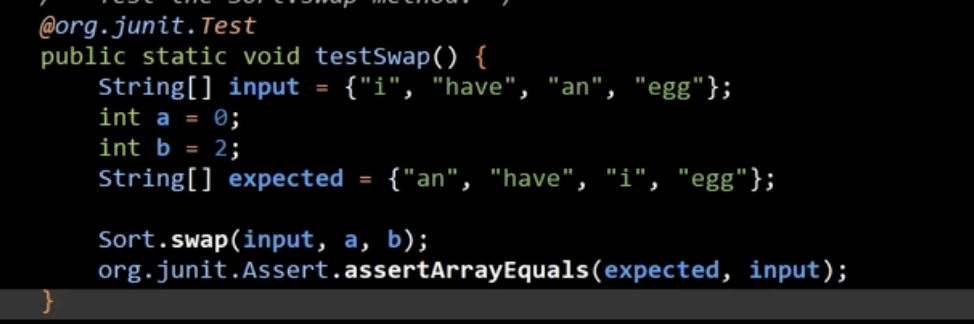 /** Test the Sort.swap method. */
@org.junit.Test
public static void testSwap() {
    String[] input = {"i", "have", "an", "egg"};
    int a = 0;
    int b = 2;
    String[] expected = {"an", "have", "i", "egg"};

    Sort.swap(input, a, b);
    org.junit.Assert.assertArrayEquals(expected, input);
}